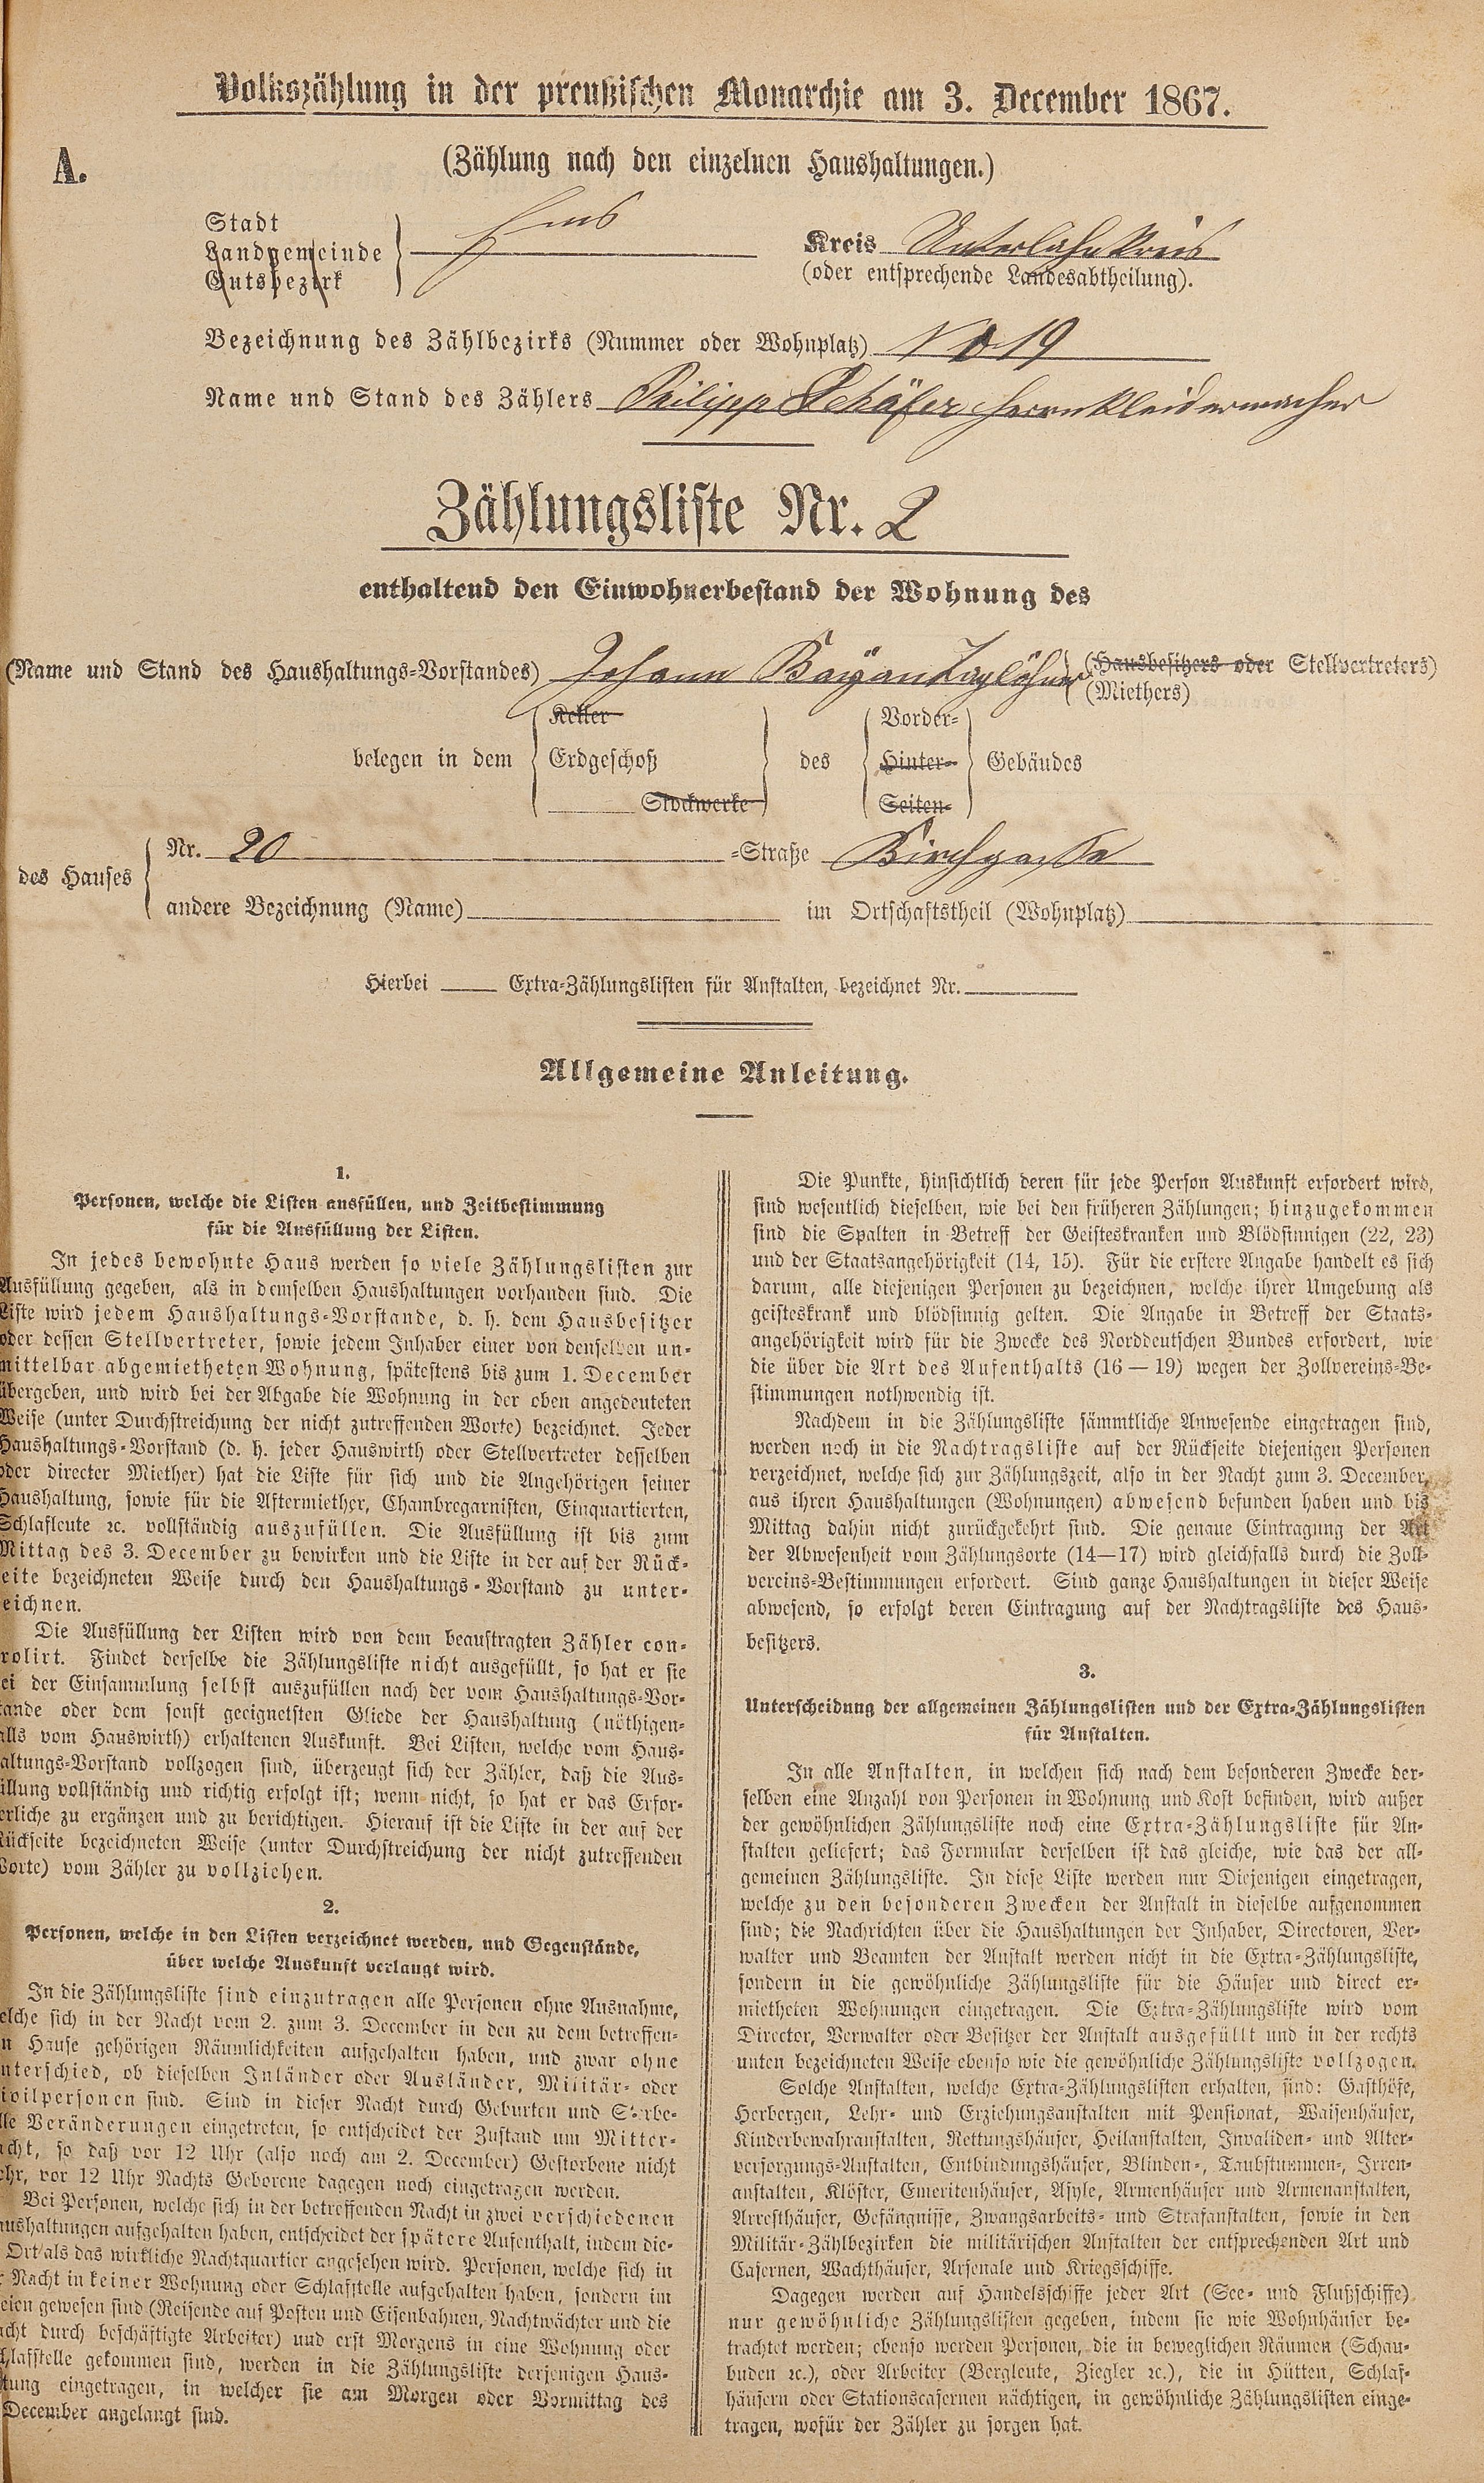 Volkszählung in der preußischen Monarchie am 3. December 1867.
A.
(Zählung nach den einzelnen Haushaltungen.)
Stadt
Landgemeinde
Gutsbezirk
Ems
Kreis Unterlahnkreis
(oder entsprechende Landesabtheilung).
Bezeichnung des Zählbezirks (Nummer oder Wohnplatz) No 19
Name und Stand des Zählers Philipp Schäfer Herrnkleidermacher
Zählungsliste Nr. 2
enthaltend den Einwohnerbestand der Wohnung des
(Name und Stand des Haushaltungs-Vorstandes) Johann Taglöhner (Hausbesitzers oder Stellvertreters)
(Miethers)
Keller
Erdgeschoß
Stockwerke
belegen in dem
des
Vorder-
Hinter-
Seiten-
Gebäudes
des Hauses
Nr. 20 -Straße Kirchgasse
andere Bezeichnung (Name) im Ortschaftstheil (Wohnplatz)
Hierbei Extra-Zählungslisten für Anstalten, bezeichnet Nr.
Allgemeine Anleitung.
1.
Personen, welche die Listen ausfüllen, und Zeitbestimmung
für die Ausfüllung der Listen.
In jedes bewohnte Haus werden so viele Zählungslisten zur
Ausfüllung gegeben, als in demselben Haushaltungen vorhanden sind. Die
Liste wird jedem Haushaltungs-Vorstande, d. h. dem Hausbesitzer
oder dessen Stellvertreter, sowie jedem Inhaber einer von denselben un-
mittelbar abgemietheten Wohnung, spätestens bis zum 1. December
übergeben, und wird bei der Abgabe die Wohnung in der oben angedeuteten
Weise (unter Durchstreichung der nicht zutreffenden Worte) bezeichnet. Jeder
Haushaltungs-Vorstand (d. h. jeder Hauswirth oder Stellvertreter desselben
oder directer Miether) hat die Liste für sich und die Angehörigen seiner
Haushaltung, sowie für die Aftermiether, Chambregarnisten, Einquartierten,
Schlafleute ꝛc. vollständig auszufüllen. Die Ausfüllung ist bis zum
Mittag des 3. December zu bewirken und die Liste in der auf der Rück-
seite bezeichneten Weise durch den Haushaltungs-Vorstand zu unter-
zeichnen.
Die Ausfüllung der Listen wird von dem beauftragten Zähler con-
trolirt. Findet derselbe die Zählungsliste nicht ausgefüllt, so hat er sie
bei der Einsammlung selbst auszufüllen nach der vom Haushaltungs-Vor-
stande oder dem sonst geeignetsten Gliede der Haushaltung (nöthigen-
falls vom Hauswirth) erhaltenen Auskunft. Bei Listen, welche vom Haus-
haltungs-Vorstand vollzogen sind, überzeugt sich der Zähler, daß die Aus-
füllung vollständig und richtig erfolgt ist; wenn nicht, so hat er das Erfor-
derliche zu ergänzen und zu berichtigen. Hierauf ist die Liste in der auf der
Rückseite bezeichneten Weise (unter Durchstreichung der nicht zutreffenden
Worte) vom Zähler zu vollziehen.
2.
Personen, welche in den Listen verzeichnet werden, und Gegenstände,
über welche Auskunft verlangt wird.
In die Zählungsliste sind einzutragen alle Personen ohne Ausnahme,
welche sich in der Nacht vom 2. zum 3. December in den zu dem betreffen-
den Hause gehörigen Räumlichkeiten aufgehalten haben, und zwar ohne
Unterschied, ob dieselben Inländer oder Ausländer, Militär- oder
Civilpersonen sind. Sind in dieser Nacht durch Geburten und Sterbe-
fälle Veränderungen eingetreten, so entscheidet der Zustand um Mitter-
nacht, so daß vor 12 Uhr (also noch am 2. December) Gestorbene nicht
mehr, vor 12 Uhr Nachts Geborene dagegen noch eingetragen werden.
Bei Personen, welche sich in der betreffenden Nacht in zwei verschiedenen
Haushaltungen aufgehalten haben, entscheidet der spätere Aufenthalt, indem die-
ser Ort als das wirkliche Nachtquartier angesehen wird. Personen, welche sich in
der Nacht in keiner Wohnung oder Schlafstelle aufgehalten haben, sondern im
Freien gewesen sind (Reisende auf Posten und Eisenbahnen, Nachtwächter und die
Nacht durch beschäftigte Arbeiter) und erst Morgens in eine Wohnung oder
Schlafstelle gekommen sind, werden in die Zählungsliste derjenigen Haus-
haltung eingetragen, in welcher sie am Morgen oder Vormittag des
December angelangt sind.
Die Punkte, hinsichtlich deren für jede Person Auskunft erfordert wird,
sind wesentlich dieselben, wie bei den früheren Zählungen; hinzugekommen
sind die Spalten in Betreff der Geisteskranken und Blödsinnigen (22, 23)
und der Staatsangehörigkeit (14, 15). Für die erstere Angabe handelt es sich
darum, alle diejenigen Personen zu bezeichnen, welche ihrer Umgebung als
geisteskrank und blödsinnig gelten. Die Angabe in Betreff der Staats-
angehörigkeit wird für die Zwecke des Norddeutschen Bundes erfordert, wie
die über die Art des Aufenthalts (16 — 19) wegen der Zollvereins-Be-
stimmungen nothwendig ist.
Nachdem in die Zählungsliste sämmtliche Anwesende eingetragen sind,
werden noch in die Nachtragsliste auf der Rückseite diejenigen Personen
verzeichnet, welche sich zur Zählungszeit, also in der Nacht zum 3. December,
aus ihren Haushaltungen (Wohnungen) abwesend befunden haben und bis
Mittag dahin nicht zurückgekehrt sind. Die genaue Eintragung der Art
der Abwesenheit vom Zählungsorte (14—17) wird gleichfalls durch die Zoll-
vereins-Bestimmungen erfordert. Sind ganze Haushaltungen in dieser Weise
abwesend, so erfolgt deren Eintragung auf der Nachtragsliste des Haus-
besitzers.
3.
Unterscheidung der allgemeinen Zählungslisten und der Extra-Zählungslisten
für Anstalten.
In alle Anstalten, in welchen sich nach dem besonderen Zwecke der-
selben eine Anzahl von Personen in Wohnung und Kost befinden, wird außer
der gewöhnlichen Zählungsliste noch eine Extra-Zählungsliste für An-
stalten geliefert; das Formular derselben ist das gleiche, wie das der all-
gemeinen Zählungsliste. In diese Liste werden nur Diejenigen eingetragen,
welche zu den besonderen Zwecken der Anstalt in dieselbe aufgenommen
sind; die Nachrichten über die Haushaltungen der Inhaber, Directoren, Ver-
walter und Beamten der Anstalt werden nicht in die Extra-Zählungsliste,
sondern in die gewöhnliche Zählungsliste für die Häuser und direct er-
mietheten Wohnungen eingetragen. Die Extra-Zählungsliste wird vom
Director, Verwalter oder Besitzer der Anstalt ausgefüllt und in der rechts
unten bezeichneten Weise ebenso wie die gewöhnliche Zählungsliste vollzogen.
Solche Anstalten, welche Extra-Zählungslisten erhalten, sind: Gasthöfe,
Herbergen, Lehr- und Erziehungsanstalten mit Pensionat, Waisenhäuser,
Kinderbewahranstalten, Rettungshäuser, Heilanstalten, Invaliden- und Alter-
versorgungs-Anstalten, Entbindungshäuser, Blinden-, Taubstummen-, Irren-
anstalten, Klöster, Emeritenhäuser, Asyle, Armenhäuser und Armenanstalten,
Arresthäuser, Gefängnisse, Zwangsarbeits- und Strafanstalten, sowie in den
Militär-Zählbezirken die militärischen Anstalten der entsprechenden Art und
Casernen, Wachthäuser, Arsenale und Kriegsschiffe.
Dagegen werden auf Handelsschiffe jeder Art (See- und Flußschiffe)
nur gewöhnliche Zählungslisten gegeben, indem sie wie Wohnhäuser be-
trachtet werden; ebenso werden Personen, die in beweglichen Räumen (Schau-
buden ꝛc.), oder Arbeiter (Bergleute, Ziegler ꝛc.), die in Hütten, Schlaf-
häusern oder Stationscasernen nächtigen, in gewöhnliche Zählungslisten einge-
tragen, wofür der Zähler zu sorgen hat.